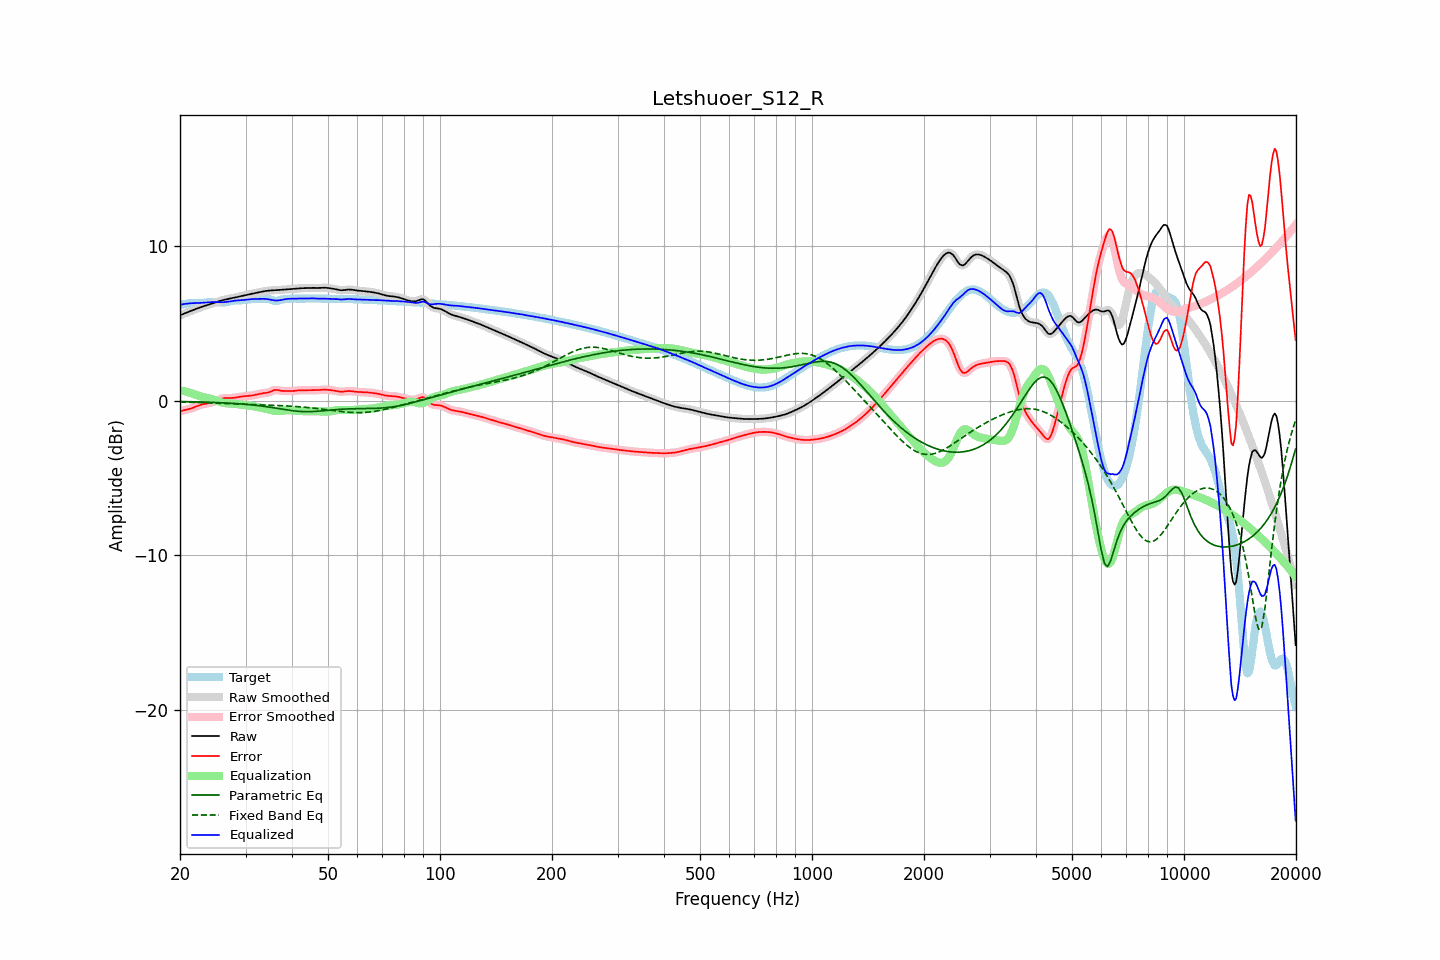 Letshuoer_S12_R
10
0
−10
−20
Amplitude (dBr)
Target
Raw Smoothed
Error Smoothed
Raw
Error
Equalization
Parametric Eq
Fixed Band Eq
Equalized
20 50 100 200 500 1000 2000 5000 10000 20000
Frequency (Hz)